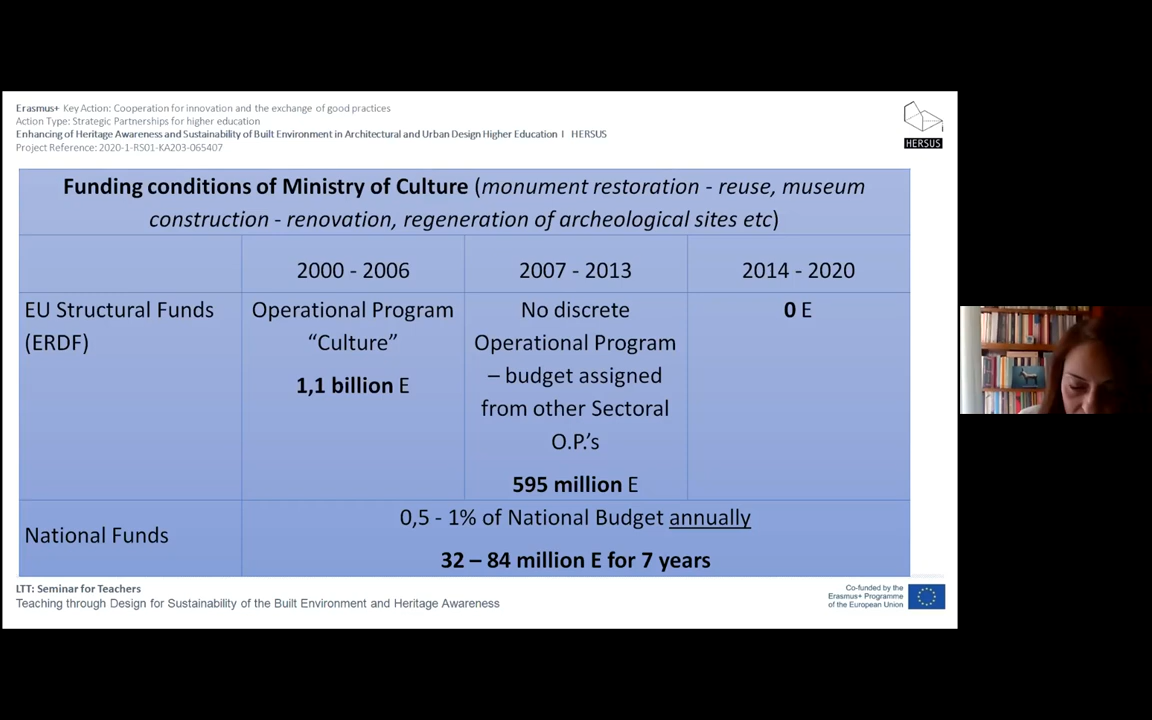 Erasmus+ Key Action: Cooperation for innovation and the exchange of good practices
Action Type: Strategic Partnerships for higher education
Enhancing of Heritage Awareness and Sustainability of Built Environment in Architectural and Urban Design Higher Education I HERSUS
Project Reference: 2020-1-RS01-KA203-065407
HERSUS
Funding conditions of Ministry of Culture (monument restoration - reuse, museum
construction - renovation, regeneration of archeological sites etc)
2000 - 2006
2007 - 2013
2014 - 2020
EU Structural Funds
(ERDF)
Operational Program
“Culture”
1,1 billion E
No discrete
Operational Program
– budget assigned
from other Sectoral
O.P.’s
595 million E
0 E
National Funds
0,5 - 1% of National Budget annually
32 – 84 million E for 7 years
LTT: Seminar for Teachers
Teaching through Design for Sustainability of the Built Environment and Heritage Awareness
Co-funded by the
Erasmus+ Programme
of the European Union